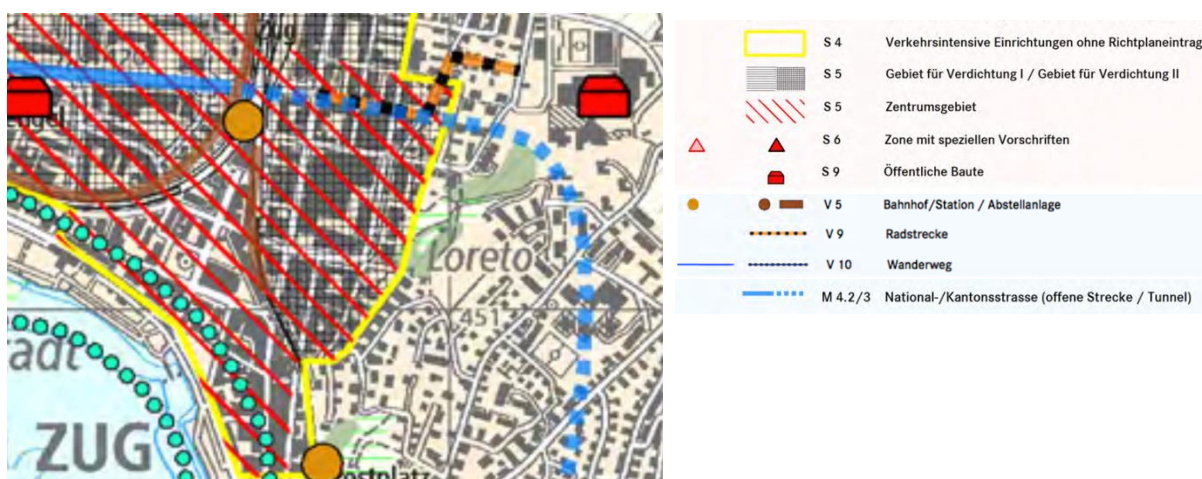 Zug
Loreto
451
adt
ZUG
ostplatz
S 4 Verkehrsintensive Einrichtungen ohne Richtplaneintrag
S 5 Gebiet für Verdichtung I / Gebiet für Verdichtung II
S 5 Zentrumsgebiet
S 6 Zone mit speziellen Vorschriften
S 9 Öffentliche Baute
V 5 Bahnhof/Station / Abstellanlage
V 9 Radstrecke
V 10 Wanderweg
M 4.2/3 National-/Kantonsstrasse (offene Strecke / Tunnel)